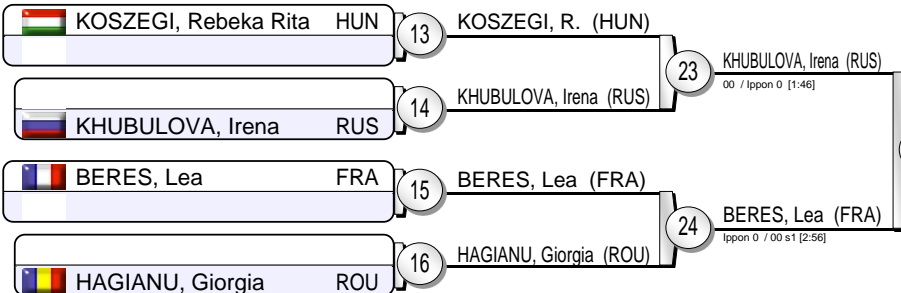 KOSZEGI, Rebeka Rita HUN
13
KOSZEGI, R. (HUN)
23
KHUBULOVA, Irena (RUS)
00 / Ippon 0 [1:46]
14
KHUBULOVA, Irena (RUS)
KHUBULOVA, Irena RUS
BERES, Lea FRA
15
BERES, Lea (FRA)
24
BERES, Lea (FRA)
Ippon 0 / 00 s1 [2:56]
16
HAGIANU, Giorgia (ROU)
HAGIANU, Giorgia ROU